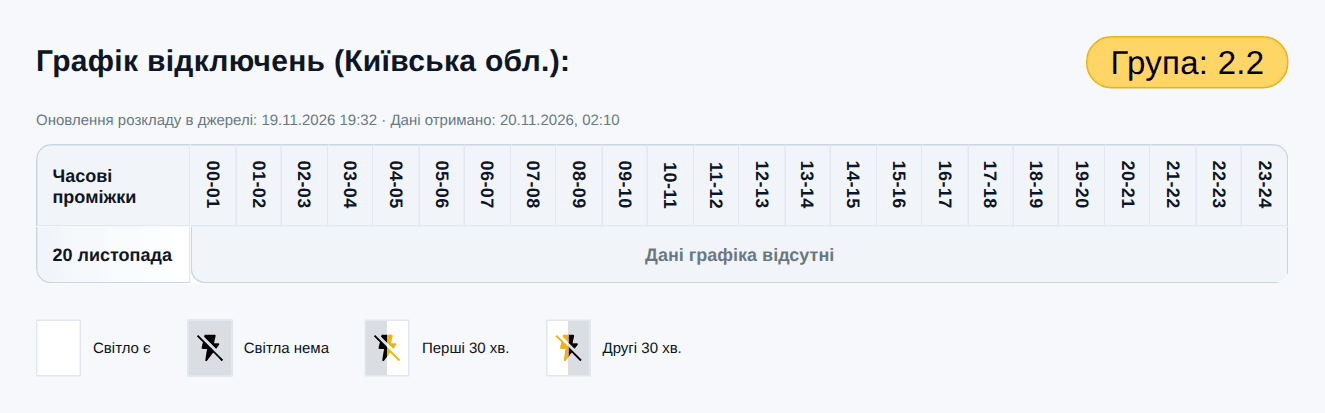 Графік відключень (Київська обл.):
Група: 2.2
Оновлення розкладу в джерелі: 19.11.2026 19:32 · Дані отримано: 20.11.2026, 02:10
Часові
проміжки
00-01
01-02
02-03
03-04
04-05
05-06
06-07
07-08
08-09
09-10
10-11
11-12
12-13
13-14
14-15
15-16
16-17
17-18
18-19
19-20
20-21
21-22
22-23
23-24
20 листопада
Дані графіка відсутні
Світло є
Світла нема
Перші 30 хв.
Другі 30 хв.